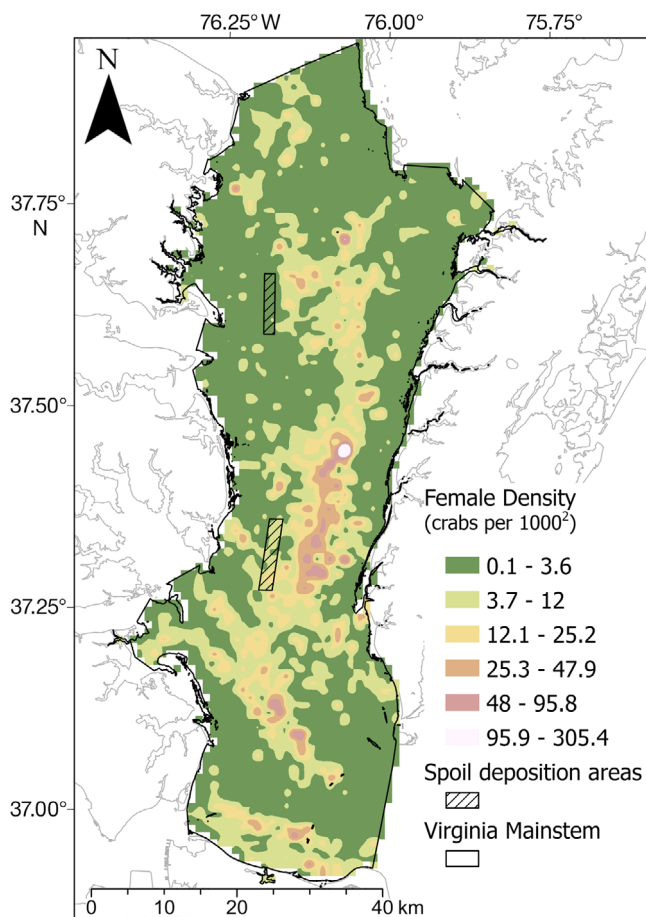 76.25°W 76.00° 75.75°
N
37.75°
N
37.50°
37.25°
37.00°
Female Density
(crabs per 1000²)
0.1 - 3.6
3.7 - 12
12.1 - 25.2
25.3 - 47.9
48 - 95.8
95.9 - 305.4
Spoil deposition areas
Virginia Mainstem
0 10 20 40 km